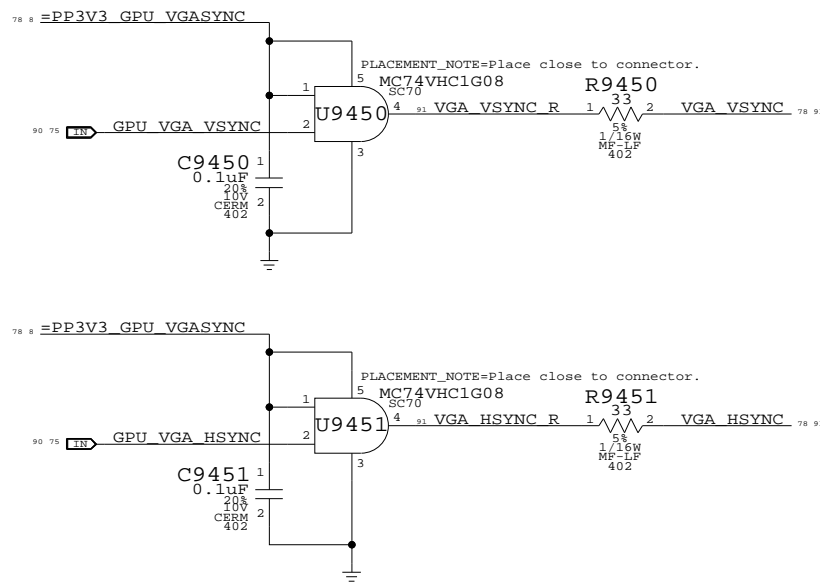 78 8 =PP3V3_GPU_VGASYNC
PLACEMENT_NOTE=Place close to connector.
5 MC74VHC1G08
SC70
R9450
33
1 U9450 4 91 VGA_VSYNC_R 1 2 VGA_VSYNC 78 9
90 75 IN GPU_VGA_VSYNC 2
5%
1/16W
MF-LF
402
3
C9450 1
0.1uF
20%
10V
CERM 2
402
78 8 =PP3V3_GPU_VGASYNC
PLACEMENT_NOTE=Place close to connector.
5 MC74VHC1G08
SC70
R9451
33
1 U9451 4 91 VGA_HSYNC_R 1 2 VGA_HSYNC 78 9
90 75 IN GPU_VGA_HSYNC 2
5%
1/16W
MF-LF
402
3
C9451 1
0.1uF
20%
10V
CERM 2
402